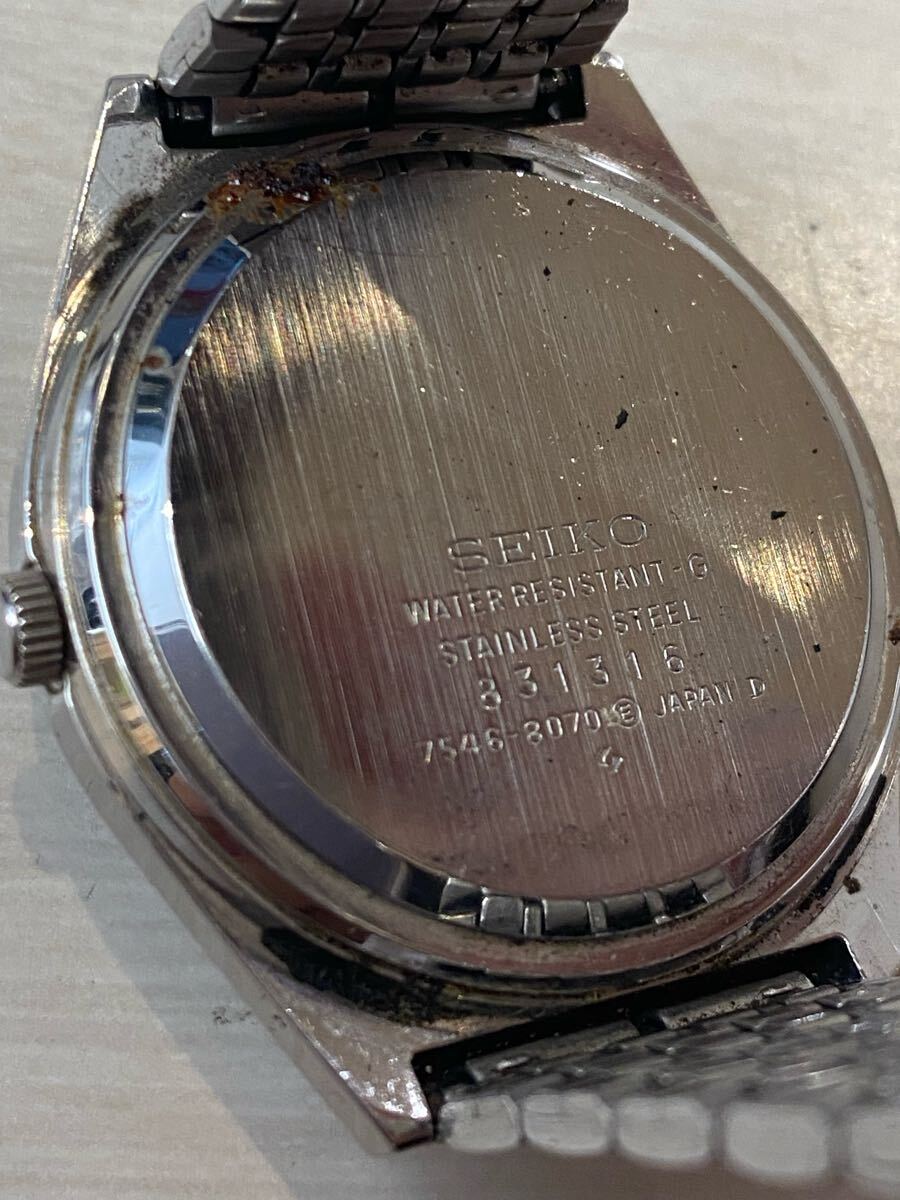 SEIKO
WATER RESISTANT-G
STAINLESS STEEL
831316
7546-8070 Ⓔ JAPAN D